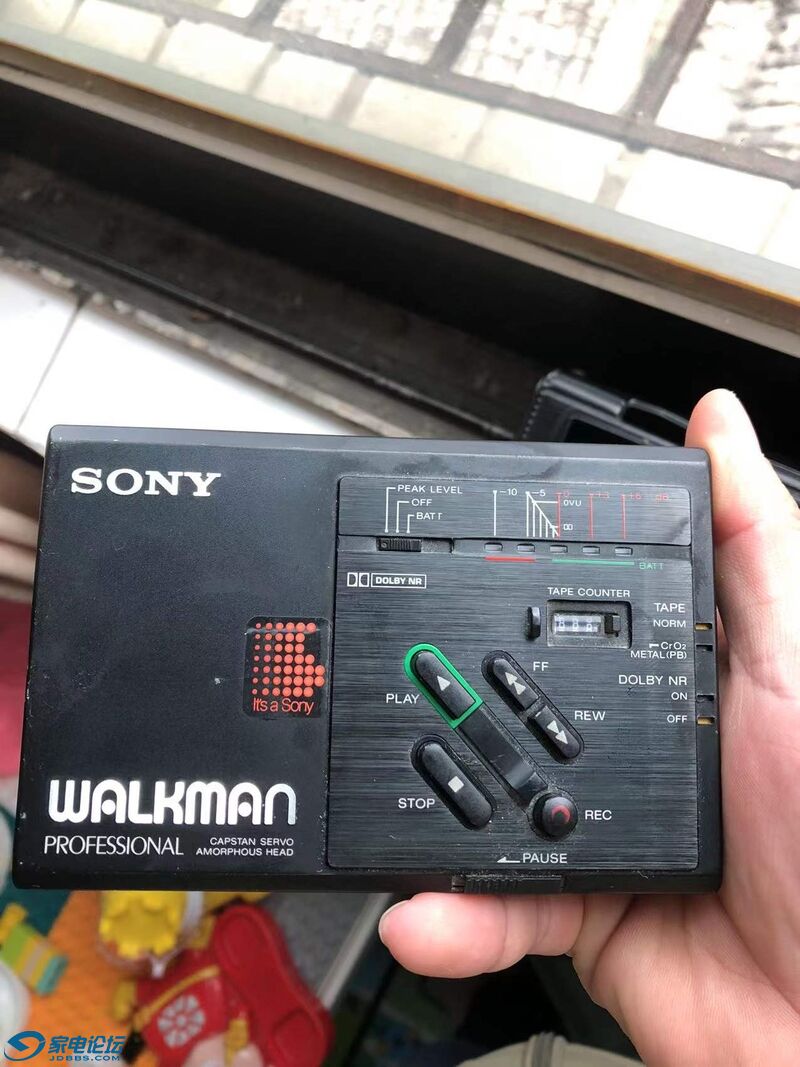 SONY
PEAK LEVEL
OFF
BATT
-10
-5
0
+3
+6
dB
0VU
BATT
DOLBY NR
TAPE COUNTER
TAPE
NORM
CrO2
METAL(PB)
DOLBY NR
ON
OFF
It's a Sony
PLAY
FF
REW
STOP
REC
PAUSE
WALKMAN
PROFESSIONAL
CAPSTAN SERVO
AMORPHOUS HEAD
家电论坛
JDBBS.COM